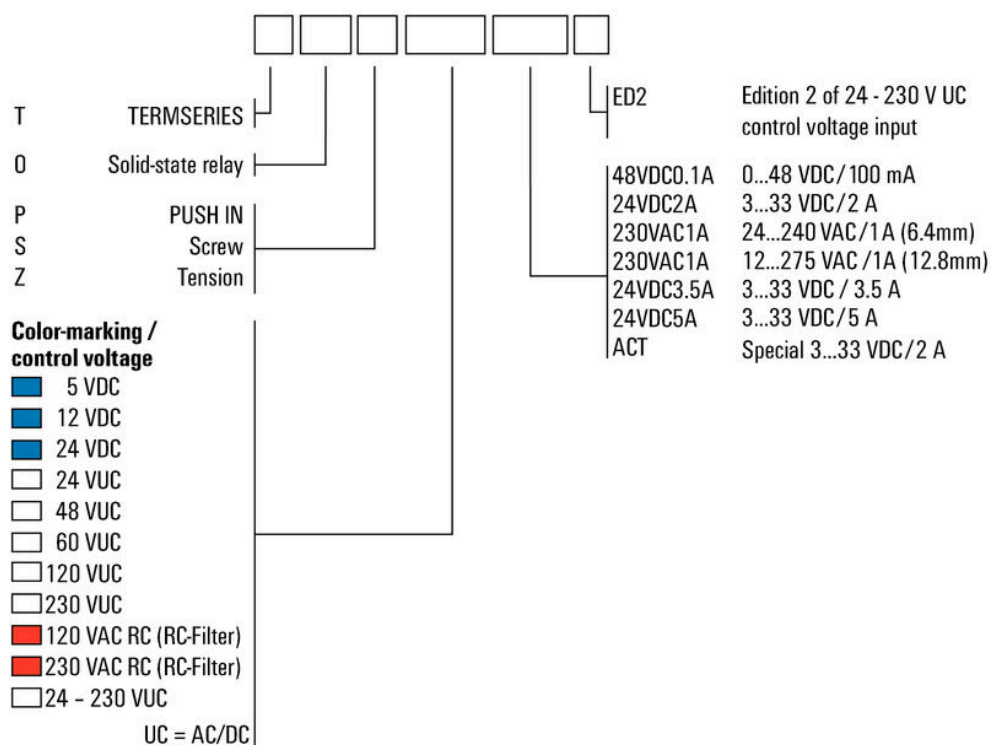 T TERMSERIES
O Solid-state relay
P PUSH IN
S Screw
Z Tension
Color-marking /
control voltage
5 VDC
12 VDC
24 VDC
24 VUC
48 VUC
60 VUC
120 VUC
230 VUC
120 VAC RC (RC-Filter)
230 VAC RC (RC-Filter)
24 – 230 VUC
UC = AC/DC
ED2 Edition 2 of 24 - 230 V UC
control voltage input
48VDC0.1A 0...48 VDC/100 mA
24VDC2A 3...33 VDC/2 A
230VAC1A 24...240 VAC/1A (6.4mm)
230VAC1A 12...275 VAC /1A (12.8mm)
24VDC3.5A 3...33 VDC / 3.5 A
24VDC5A 3...33 VDC/5 A
ACT Special 3...33 VDC/2 A